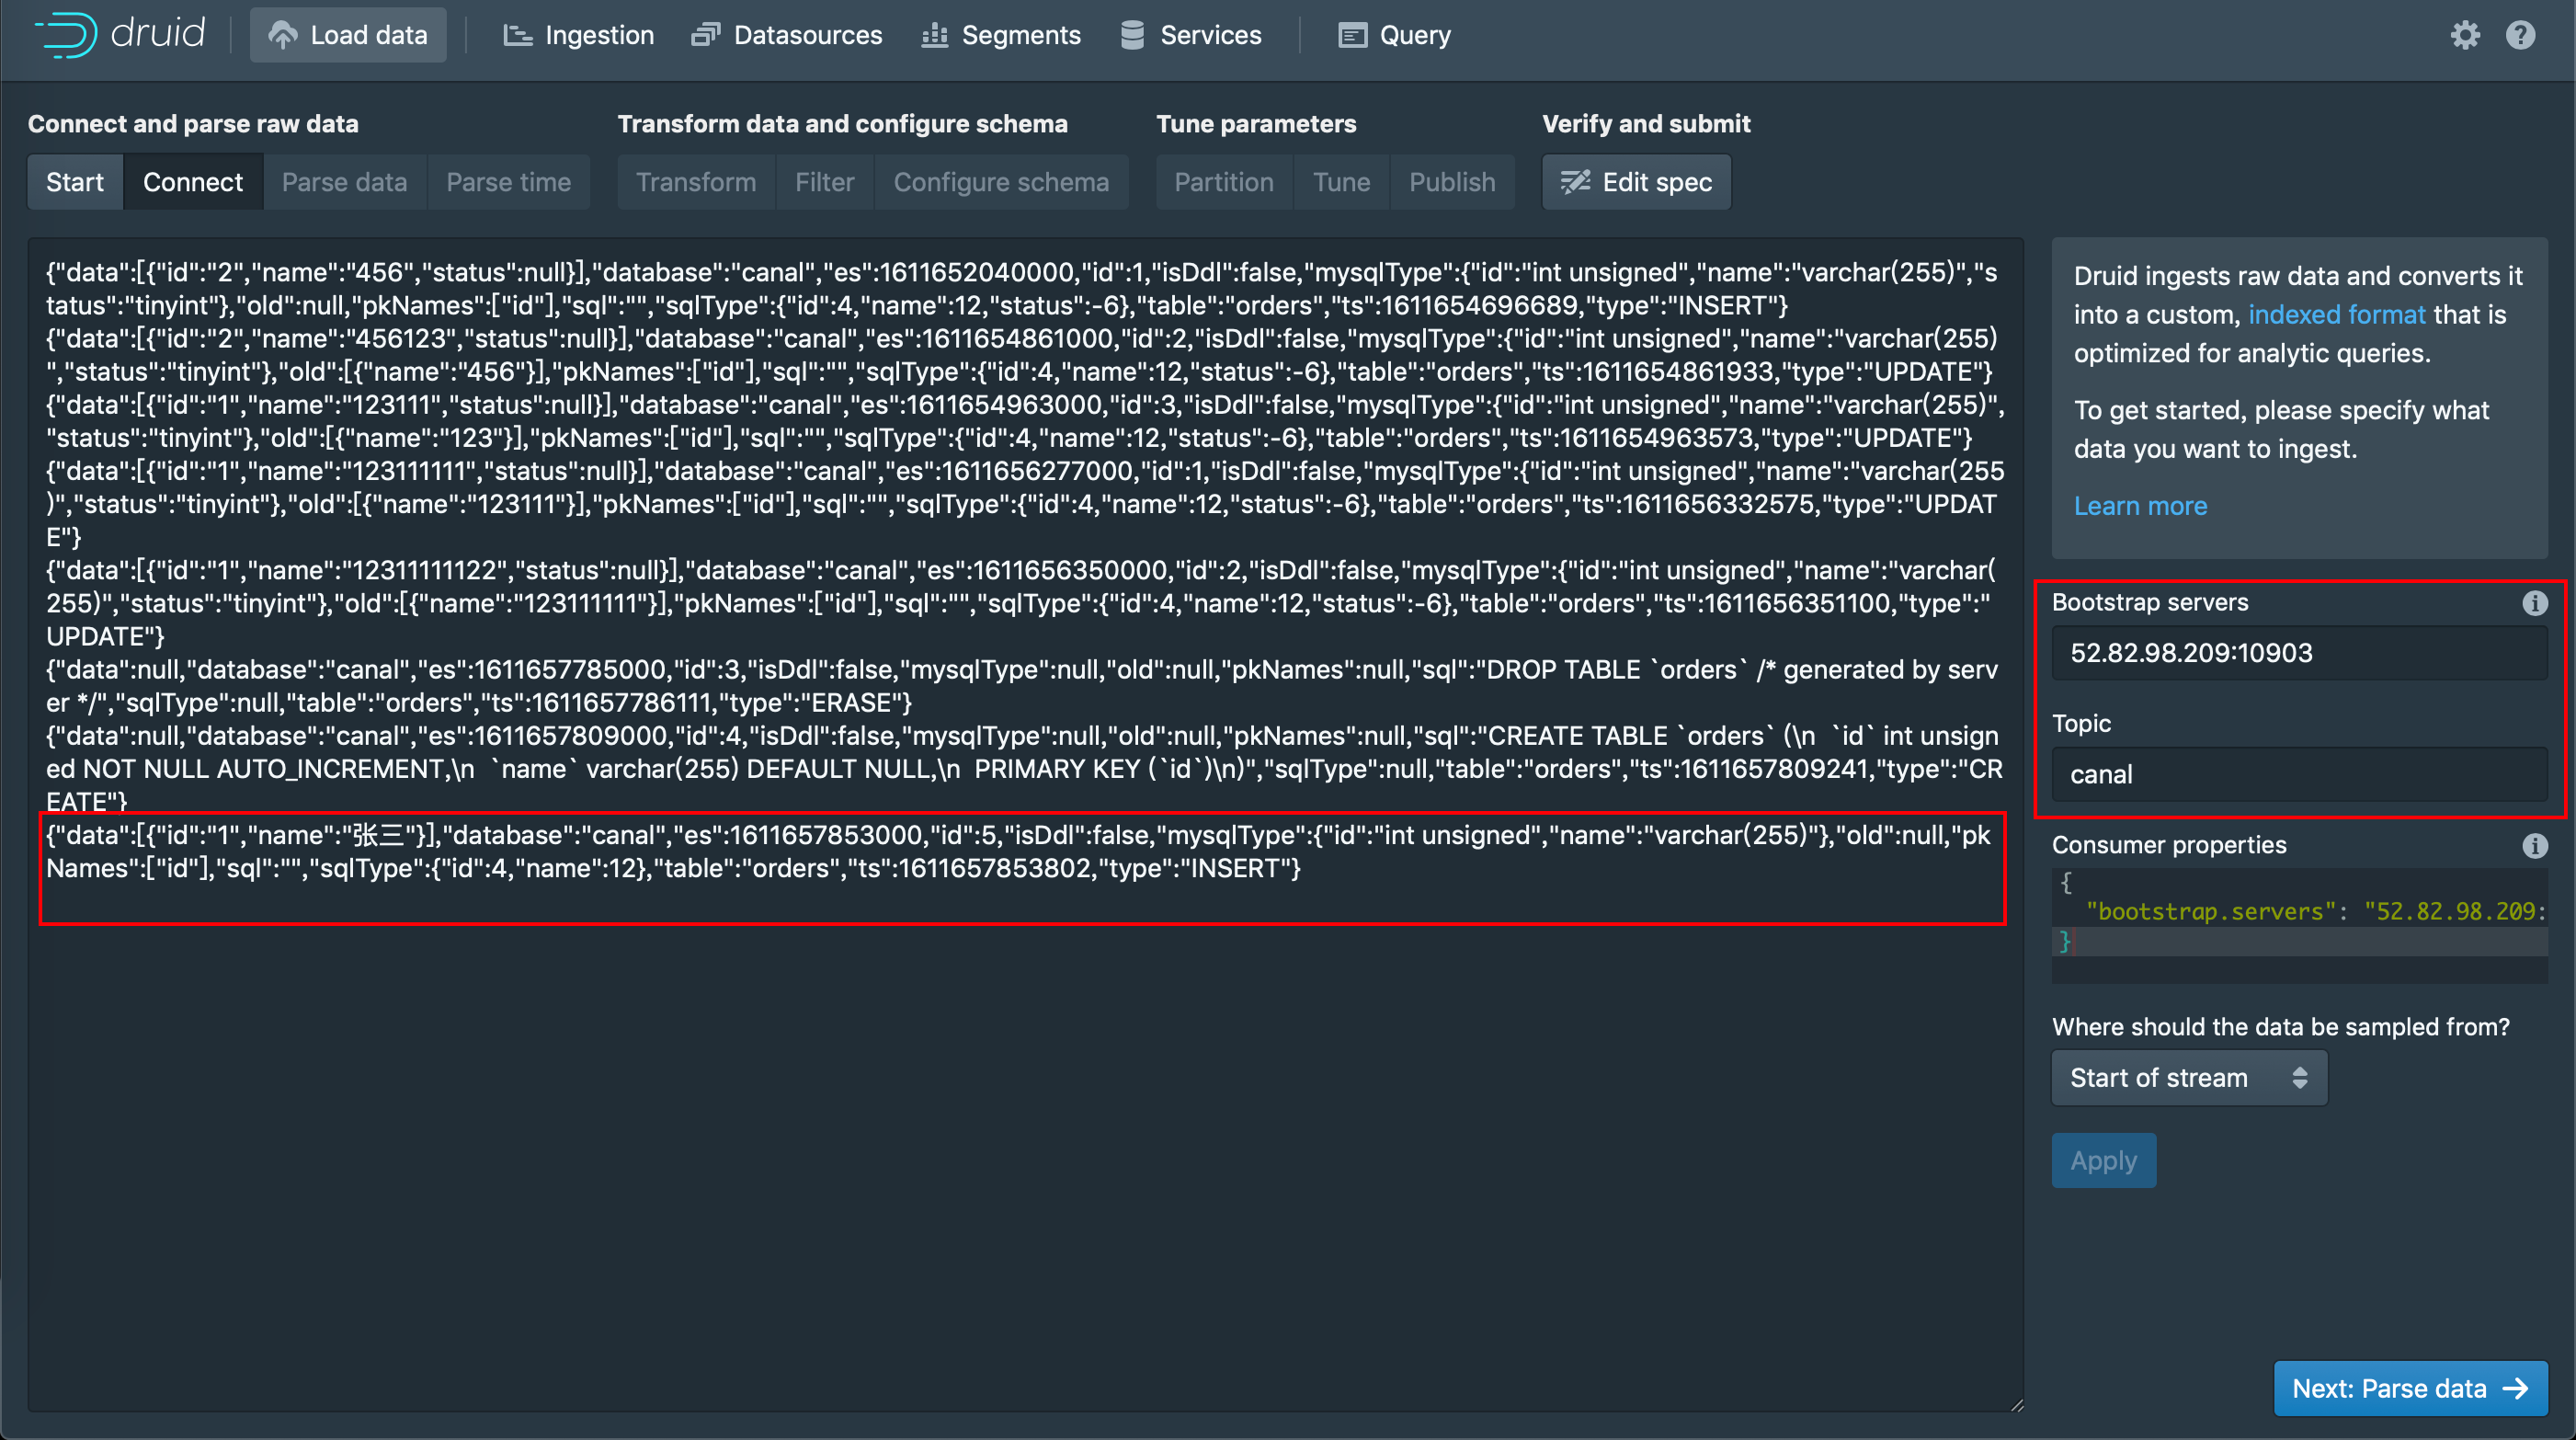 druid
Load data
Ingestion
Datasources
Segments
Services
Query
Connect and parse raw data
Transform data and configure schema
Tune parameters
Verify and submit
Start
Connect
Parse data
Parse time
Transform
Filter
Configure schema
Partition
Tune
Publish
Edit spec
{"data":[{"id":"2","name":"456","status":null}],"database":"canal","es":1611652040000,"id":1,"isDdl":false,"mysqlType":{"id":"int unsigned","name":"varchar(255)","s
tatus":"tinyint"},"old":null,"pkNames":["id"],"sql":"","sqlType":{"id":4,"name":12,"status":-6},"table":"orders","ts":1611654696689,"type":"INSERT"}
{"data":[{"id":"2","name":"456123","status":null}],"database":"canal","es":1611654861000,"id":2,"isDdl":false,"mysqlType":{"id":"int unsigned","name":"varchar(255)
","status":"tinyint"},"old":[{"name":"456"}],"pkNames":["id"],"sql":"","sqlType":{"id":4,"name":12,"status":-6},"table":"orders","ts":1611654861933,"type":"UPDATE"}
{"data":[{"id":"1","name":"123111","status":null}],"database":"canal","es":1611654963000,"id":3,"isDdl":false,"mysqlType":{"id":"int unsigned","name":"varchar(255)",
"status":"tinyint"},"old":[{"name":"123"}],"pkNames":["id"],"sql":"","sqlType":{"id":4,"name":12,"status":-6},"table":"orders","ts":1611654963573,"type":"UPDATE"}
{"data":[{"id":"1","name":"123111111","status":null}],"database":"canal","es":1611656277000,"id":1,"isDdl":false,"mysqlType":{"id":"int unsigned","name":"varchar(255
)","status":"tinyint"},"old":[{"name":"123111"}],"pkNames":["id"],"sql":"","sqlType":{"id":4,"name":12,"status":-6},"table":"orders","ts":1611656332575,"type":"UPDAT
E"}
{"data":[{"id":"1","name":"12311111122","status":null}],"database":"canal","es":1611656350000,"id":2,"isDdl":false,"mysqlType":{"id":"int unsigned","name":"varchar(
255)","status":"tinyint"},"old":[{"name":"123111111"}],"pkNames":["id"],"sql":"","sqlType":{"id":4,"name":12,"status":-6},"table":"orders","ts":1611656351100,"type":"
UPDATE"}
{"data":null,"database":"canal","es":1611657785000,"id":3,"isDdl":false,"mysqlType":null,"old":null,"pkNames":null,"sql":"DROP TABLE `orders` /* generated by serv
er */","sqlType":null,"table":"orders","ts":1611657786111,"type":"ERASE"}
{"data":null,"database":"canal","es":1611657809000,"id":4,"isDdl":false,"mysqlType":null,"old":null,"pkNames":null,"sql":"CREATE TABLE `orders` (\n  `id` int unsign
ed NOT NULL AUTO_INCREMENT,\n  `name` varchar(255) DEFAULT NULL,\n  PRIMARY KEY (`id`)\n)","sqlType":null,"table":"orders","ts":1611657809241,"type":"CR
EATE"}
{"data":[{"id":"1","name":"张三"}],"database":"canal","es":1611657853000,"id":5,"isDdl":false,"mysqlType":{"id":"int unsigned","name":"varchar(255)"},"old":null,"pk
Names":["id"],"sql":"","sqlType":{"id":4,"name":12},"table":"orders","ts":1611657853802,"type":"INSERT"}
Druid ingests raw data and converts it
into a custom, indexed format that is
optimized for analytic queries.
To get started, please specify what
data you want to ingest.
Learn more
Bootstrap servers
52.82.98.209:10903
Topic
canal
Consumer properties
{
"bootstrap.servers": "52.82.98.209:
}
Where should the data be sampled from?
Start of stream
Apply
Next: Parse data